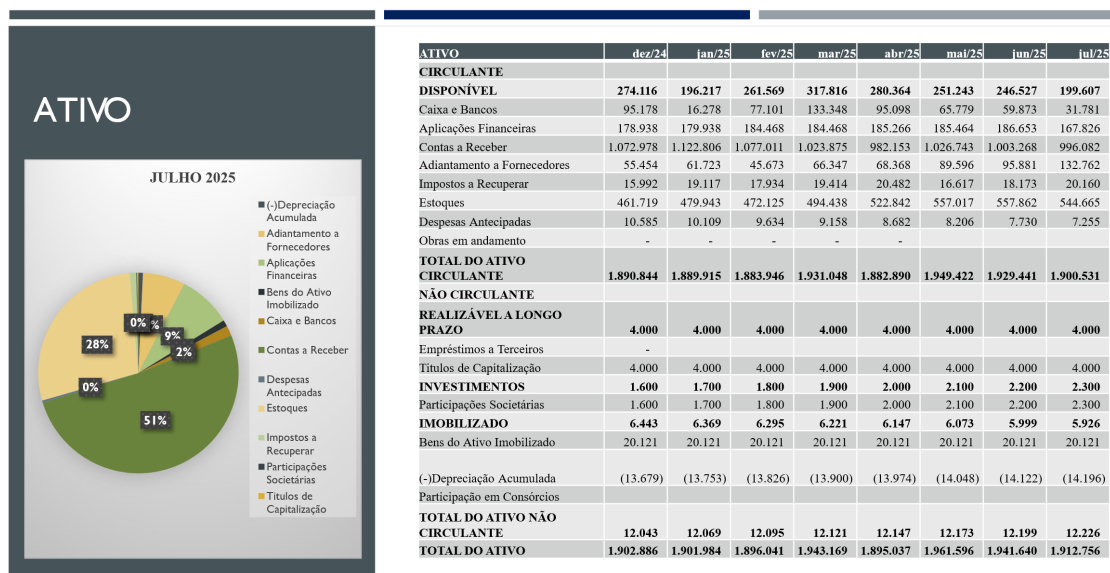 ATIVO
JULHO 2025
(-)Depreciação
Acumulada
Adiantamento a
Fornecedores
Aplicações
Financeiras
Bens do Ativo
Imobilizado
Caixa e Bancos
Contas a Receber
Despesas
Antecipadas
Estoques
Impostos a
Recuperar
Participações
Societárias
Titulos de
Capitalização
0%
%
9%
2%
28%
0%
51%
ATIVO dez/24 jan/25 fev/25 mar/25 abr/25 mai/25 jun/25 jul/25
CIRCULANTE
DISPONÍVEL 274.116 196.217 261.569 317.816 280.364 251.243 246.527 199.607
Caixa e Bancos 95.178 16.278 77.101 133.348 95.098 65.779 59.873 31.781
Aplicações Financeiras 178.938 179.938 184.468 184.468 185.266 185.464 186.653 167.826
Contas a Receber 1.072.978 1.122.806 1.077.011 1.023.875 982.153 1.026.743 1.003.268 996.082
Adiantamento a Fornecedores 55.454 61.723 45.673 66.347 68.368 89.596 95.881 132.762
Impostos a Recuperar 15.992 19.117 17.934 19.414 20.482 16.617 18.173 20.160
Estoques 461.719 479.943 472.125 494.438 522.842 557.017 557.862 544.665
Despesas Antecipadas 10.585 10.109 9.634 9.158 8.682 8.206 7.730 7.255
Obras em andamento - - - - -
TOTAL DO ATIVO
CIRCULANTE 1.890.844 1.889.915 1.883.946 1.931.048 1.882.890 1.949.422 1.929.441 1.900.531
NÃO CIRCULANTE
REALIZÁVEL A LONGO
PRAZO 4.000 4.000 4.000 4.000 4.000 4.000 4.000 4.000
Empréstimos a Terceiros -
Titulos de Capitalização 4.000 4.000 4.000 4.000 4.000 4.000 4.000 4.000
INVESTIMENTOS 1.600 1.700 1.800 1.900 2.000 2.100 2.200 2.300
Participações Societárias 1.600 1.700 1.800 1.900 2.000 2.100 2.200 2.300
IMOBILIZADO 6.443 6.369 6.295 6.221 6.147 6.073 5.999 5.926
Bens do Ativo Imobilizado 20.121 20.121 20.121 20.121 20.121 20.121 20.121 20.121
(-)Depreciação Acumulada (13.679) (13.753) (13.826) (13.900) (13.974) (14.048) (14.122) (14.196)
Participação em Consórcios
TOTAL DO ATIVO NÃO
CIRCULANTE 12.043 12.069 12.095 12.121 12.147 12.173 12.199 12.226
TOTAL DO ATIVO 1.902.886 1.901.984 1.896.041 1.943.169 1.895.037 1.961.596 1.941.640 1.912.756